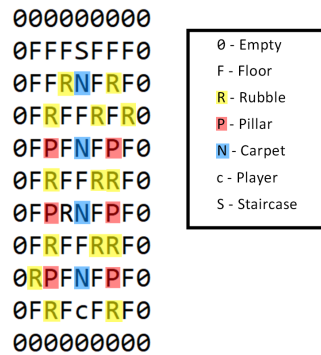 000000000
0FFFSFFF0
0FFRNFRF0
0FRFFRFR0
0FPFNFPF0
0FRFFRRF0
0FPRNFPF0
0FRFFRRF0
0RPFNFPF0
0FRFcFRF0
000000000
0 - Empty
F - Floor
R - Rubble
P - Pillar
N - Carpet
c - Player
S - Staircase